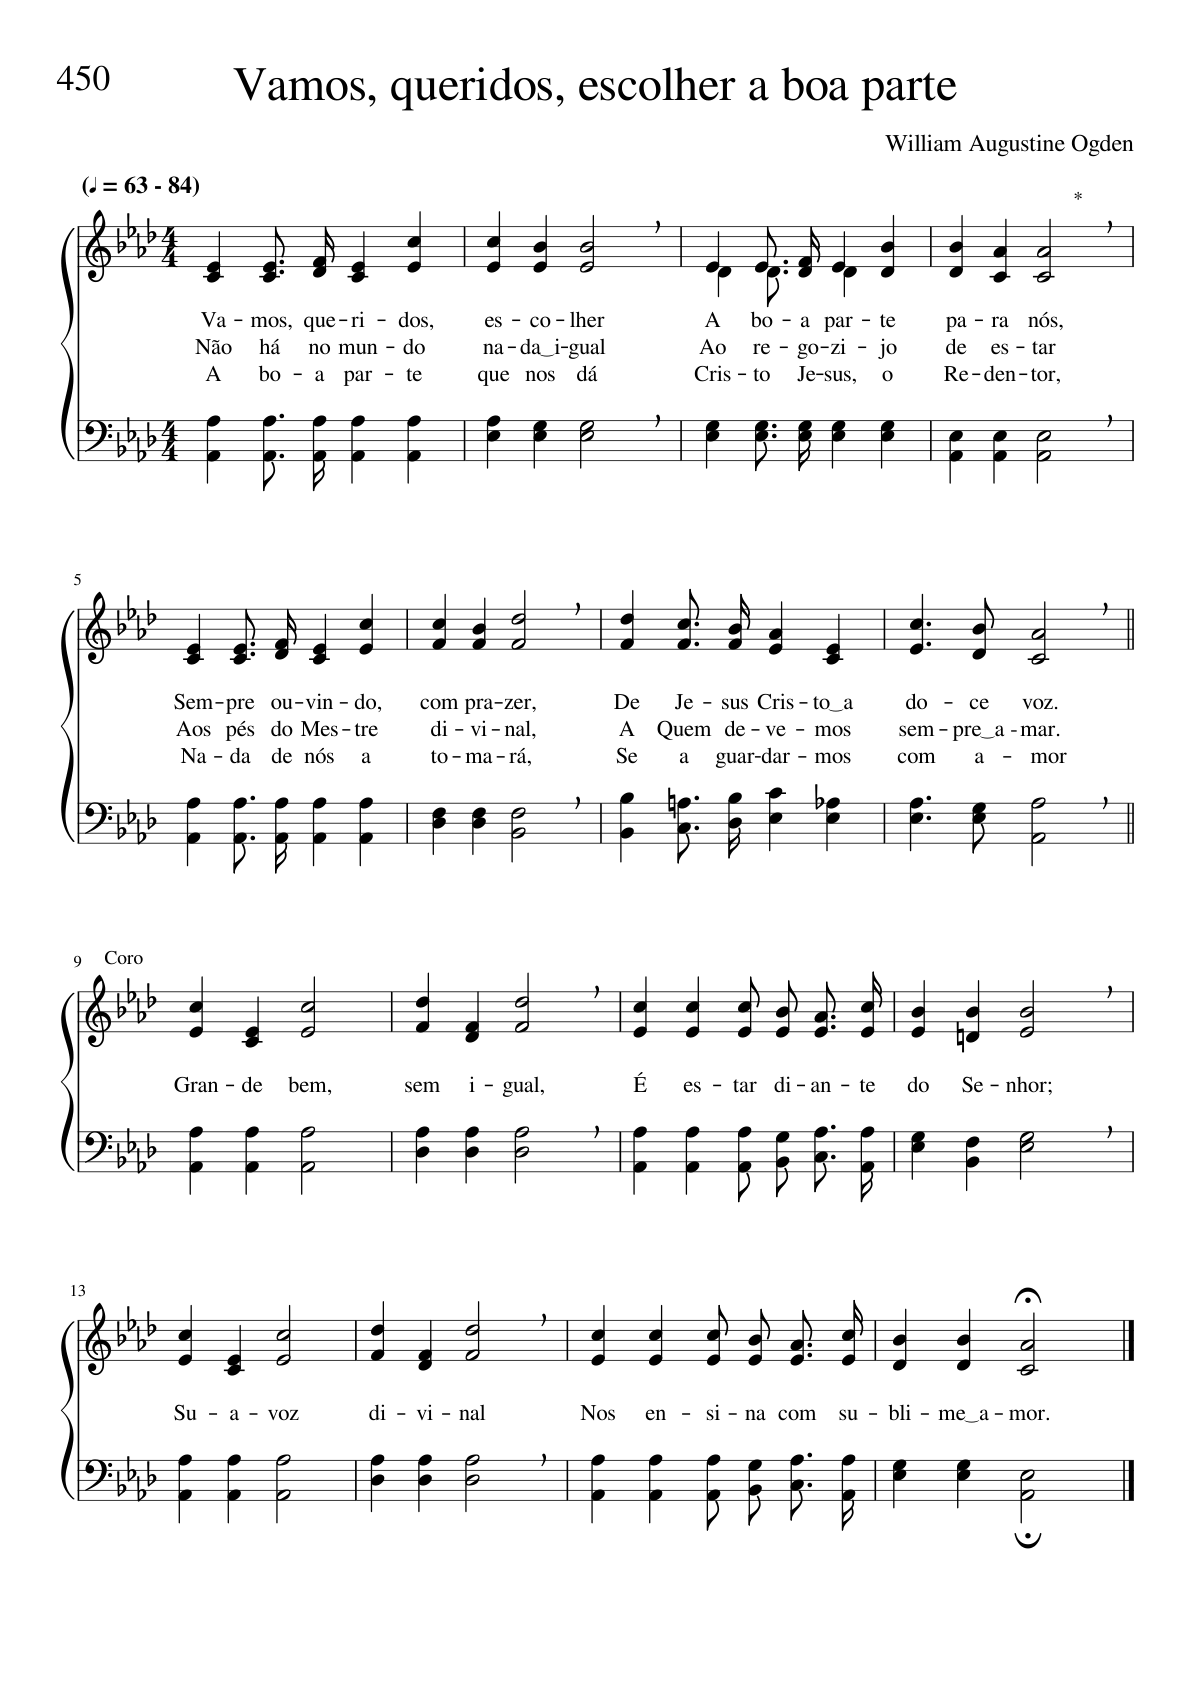 450
Vamos, queridos, escolher a boa parte
William Augustine Ogden
(♩ = 63 - 84)
*
Va - mos, que - ri - dos, es - co - lher A bo - a par - te pa - ra nós,
Não há no mun - do na - da‿i - gual Ao re - go - zi - jo de es - tar
A bo - a par - te que nos dá Cris - to Je - sus, o Re - den - tor,
5
Sem - pre ou - vin - do, com pra - zer, De Je - sus Cris - to‿a do - ce voz.
Aos pés do Mes - tre di - vi - nal, A Quem de - ve - mos sem - pre‿a - mar.
Na - da de nós a to - ma - rá, Se a guar - dar - mos com a - mor
9 Coro
Gran - de bem, sem i - gual, É es - tar di - an - te do Se - nhor;
13
Su - a - voz di - vi - nal Nos en - si - na com su - bli - me‿a - mor.